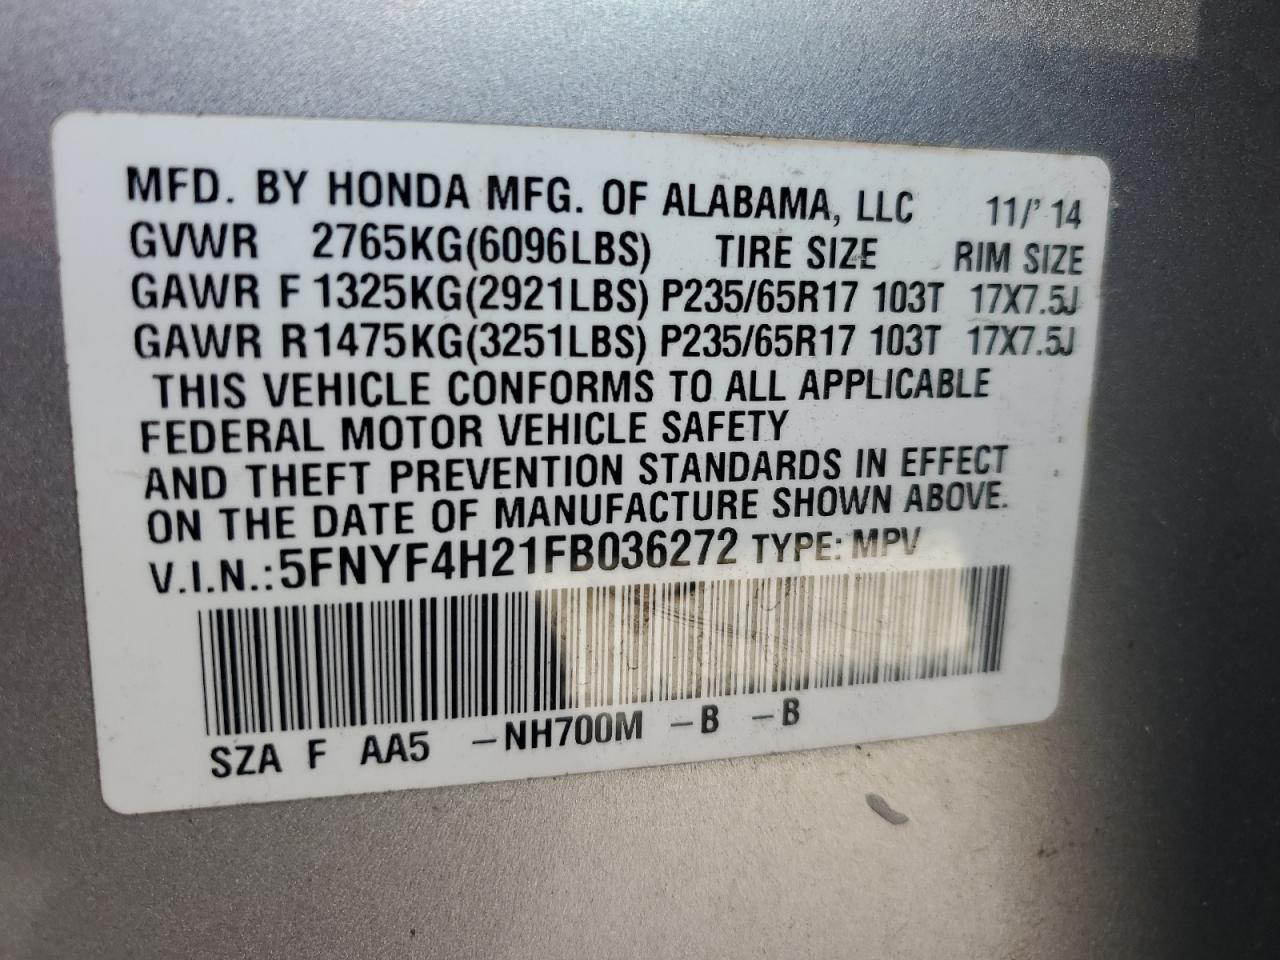 MFD. BY HONDA MFG. OF ALABAMA, LLC 11/'14
GVWR 2765KG(6096LBS) TIRE SIZE RIM SIZE
GAWR F 1325KG(2921LBS) P235/65R17 103T 17X7.5J
GAWR R1475KG(3251LBS) P235/65R17 103T 17X7.5J
THIS VEHICLE CONFORMS TO ALL APPLICABLE
FEDERAL MOTOR VEHICLE SAFETY
AND THEFT PREVENTION STANDARDS IN EFFECT
ON THE DATE OF MANUFACTURE SHOWN ABOVE.
V.I.N.:5FNYF4H21FB036272 TYPE: MPV
SZA F AA5 -NH700M -B -B